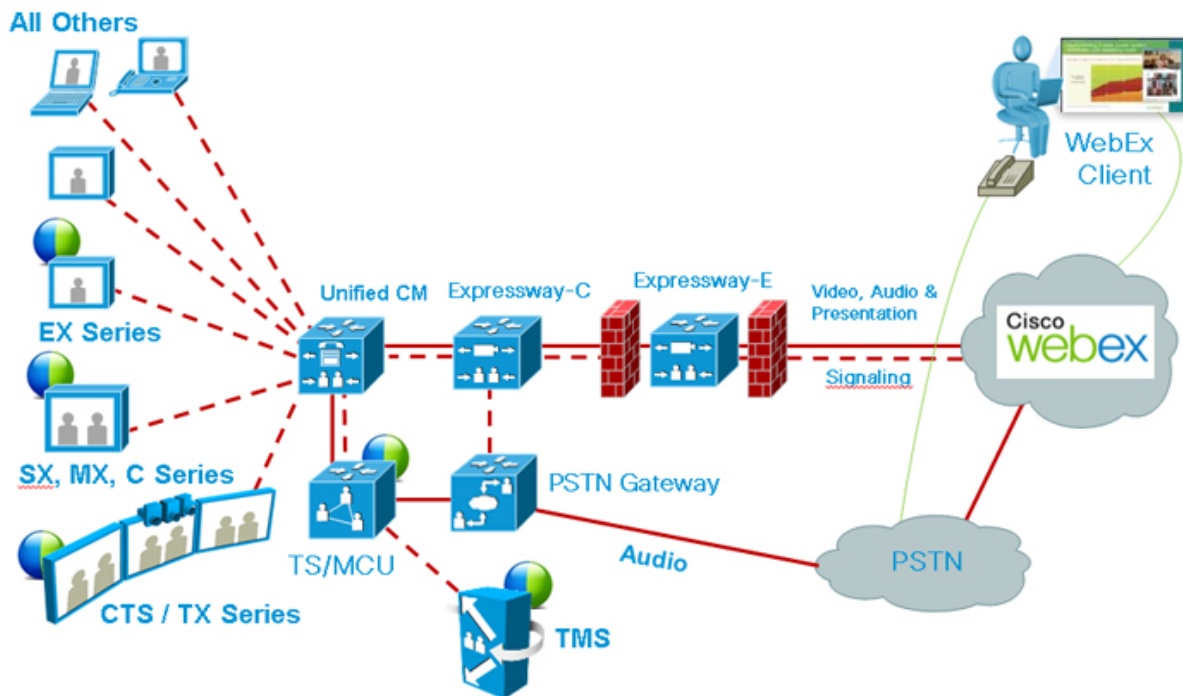 All Others
WebEx
Client
EX Series
Unified CM
Expressway-C
Expressway-E
Video, Audio &
Presentation
Signaling
Cisco
webex
SX, MX, C Series
TS/MCU
PSTN Gateway
Audio
PSTN
CTS / TX Series
TMS